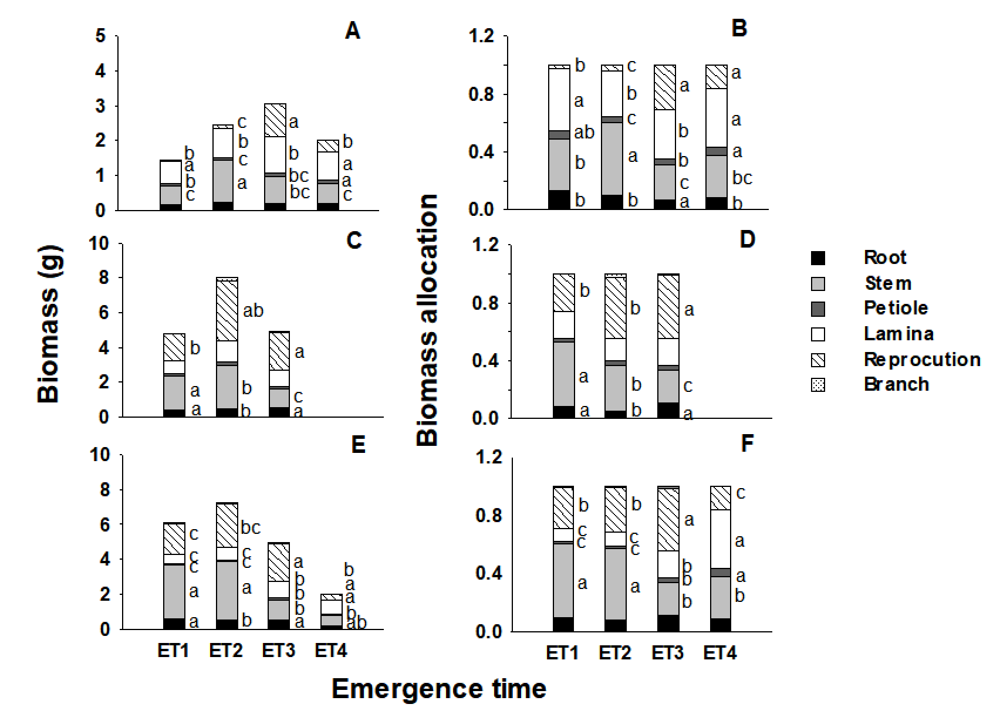 A
5
4
3
2
1
0
b
a
b
c
c
b
c
a
a
b
bc
bc
b
a
a
c
B
1.2
0.8
0.4
0.0
b
a
ab
b
b
c
b
c
a
b
a
b
b
c
a
a
a
a
bc
b
Biomass (g)
C
10
8
6
4
2
0
b
a
a
ab
b
b
a
c
a
Biomass allocation
D
1.2
0.8
0.4
0.0
b
a
a
b
b
b
a
c
a
Root
Stem
Petiole
Lamina
Reprocution
Branch
E
10
8
6
4
2
0
c
c
c
a
a
bc
c
c
a
b
a
b
b
b
a
b
a
a
b
ab
ET1 ET2 ET3 ET4
F
1.2
0.8
0.4
0.0
b
c
c
a
b
c
c
a
a
b
b
b
c
a
a
b
ET1 ET2 ET3 ET4
Emergence time